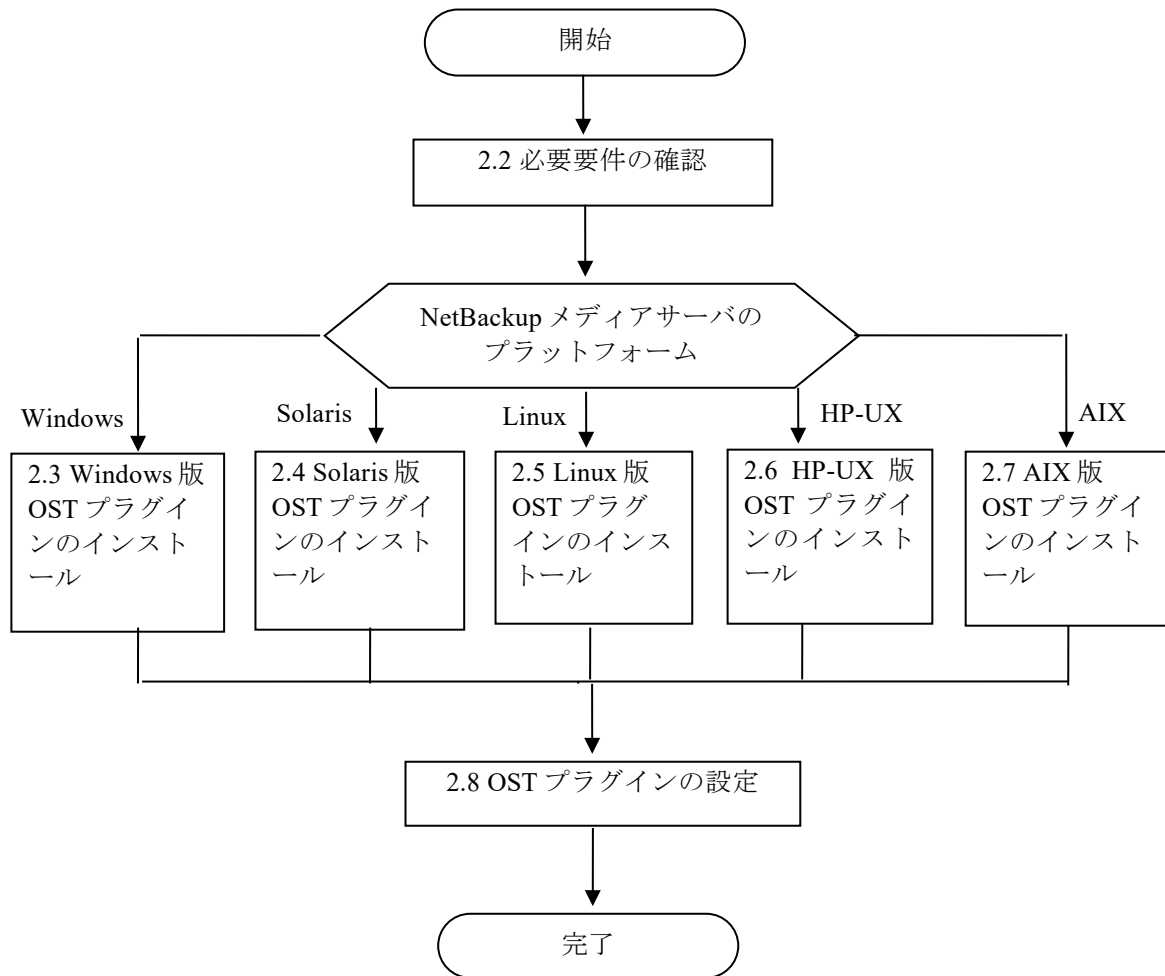 開始
2.2 必要要件の確認
NetBackup メディアサーバの
プラットフォーム
Windows
Solaris
Linux
HP-UX
AIX
2.3 Windows 版
OST プラグイ
ンのインスト
ール
2.4 Solaris 版
OST プラグイ
ンのインスト
ール
2.5 Linux 版
OST プラグ
インのインス
トール
2.6 HP-UX 版
OST プラグイ
ンのインスト
ール
2.7 AIX 版
OST プラグイ
ンのインスト
ール
2.8 OST プラグインの設定
完了